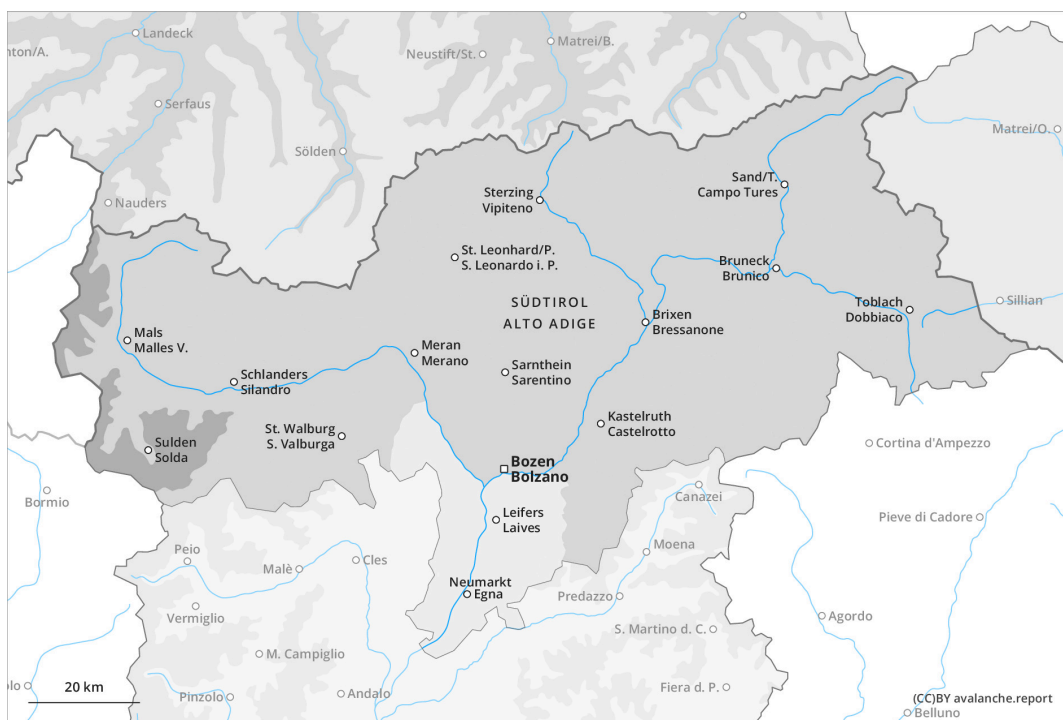 Landeck
nton/A.
Neustift/St.
Matrei/B.
Serfaus
Sölden
Matrei/O.
Nauders
Sterzing
Vipiteno
Sand/T.
Campo Tures
St. Leonhard/P.
S. Leonardo i. P.
Bruneck
Brunico
SÜDTIROL
ALTO ADIGE
Toblach
Dobbiaco
Sillian
Brixen
Bressanone
Mals
Malles V.
Meran
Merano
Sarnthein
Sarentino
Schlanders
Silandro
St. Walburg
S. Valburga
Kastelruth
Castelrotto
Sulden
Solda
Cortina d'Ampezzo
Bozen
Bolzano
Bormio
Canazei
Leifers
Laives
Pieve di Cadore
Peio
Malè
Cles
Moena
Neumarkt
Egna
Predazzo
Vermiglio
Agordo
S. Martino d. C.
M. Campiglio
olo
20 km
Pinzolo
Andalo
Fiera d. P.
(CC)BY avalanche.report
Belluno